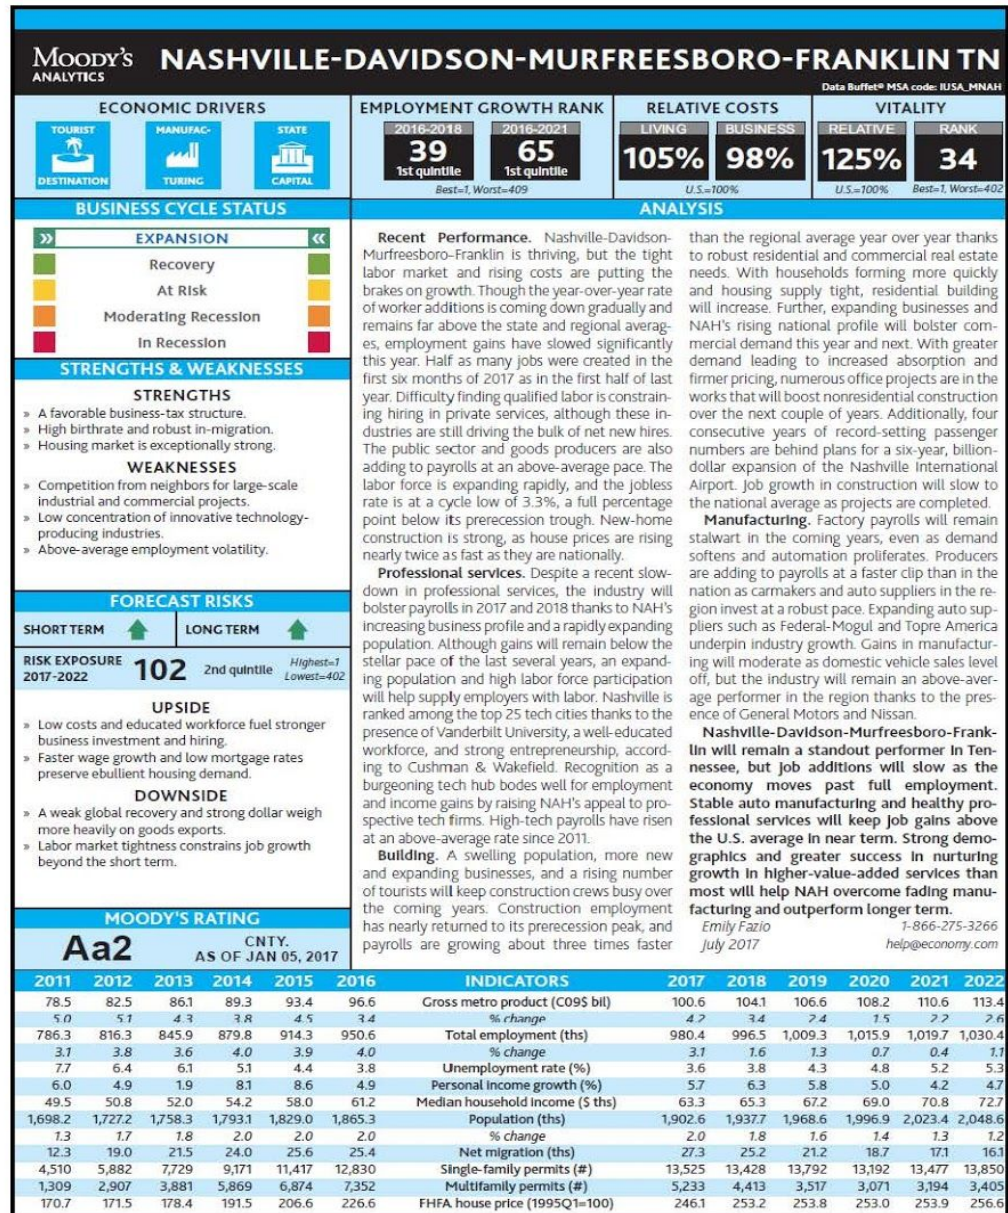 MOODY'S
ANALYTICS
NASHVILLE-DAVIDSON-MURFREESBORO-FRANKLIN TN
Data Buffet® MSA code: IUSA_MNAH
ECONOMIC DRIVERS
TOURIST
DESTINATION
MANUFAC-
TURING
STATE
CAPITAL
EMPLOYMENT GROWTH RANK
2016-2018
39
1st quintile
2016-2021
65
1st quintile
Best=1, Worst=409
RELATIVE COSTS
LIVING
105%
BUSINESS
98%
U.S.=100%
VITALITY
RELATIVE
125%
U.S.=100%
RANK
34
Best=1, Worst=402
BUSINESS CYCLE STATUS
» EXPANSION «
Recovery
At Risk
Moderating Recession
In Recession
STRENGTHS & WEAKNESSES
STRENGTHS
» A favorable business-tax structure.
» High birthrate and robust in-migration.
» Housing market is exceptionally strong.
WEAKNESSES
» Competition from neighbors for large-scale
industrial and commercial projects.
» Low concentration of innovative technology-
producing industries.
» Above-average employment volatility.
FORECAST RISKS
SHORT TERM
LONG TERM
RISK EXPOSURE
2017-2022
102
2nd quintile
Highest=1
Lowest=402
UPSIDE
» Low costs and educated workforce fuel stronger
business investment and hiring.
» Faster wage growth and low mortgage rates
preserve ebullient housing demand.
DOWNSIDE
» A weak global recovery and strong dollar weigh
more heavily on goods exports.
» Labor market tightness constrains job growth
beyond the short term.
MOODY'S RATING
Aa2
CNTY.
AS OF JAN 05, 2017
ANALYSIS
Recent Performance. Nashville-Davidson-
Murfreesboro-Franklin is thriving, but the tight
labor market and rising costs are putting the
brakes on growth. Though the year-over-year rate
of worker additions is coming down gradually and
remains far above the state and regional averag-
es, employment gains have slowed significantly
this year. Half as many jobs were created in the
first six months of 2017 as in the first half of last
year. Difficulty finding qualified labor is constrain-
ing hiring in private services, although these in-
dustries are still driving the bulk of net new hires.
The public sector and goods producers are also
adding to payrolls at an above-average pace. The
labor force is expanding rapidly, and the jobless
rate is at a cycle low of 3.3%, a full percentage
point below its prerecession trough. New-home
construction is strong, as house prices are rising
nearly twice as fast as they are nationally.
Professional services. Despite a recent slow-
down in professional services, the industry will
bolster payrolls in 2017 and 2018 thanks to NAH's
increasing business profile and a rapidly expanding
population. Although gains will remain below the
stellar pace of the last several years, an expand-
ing population and high labor force participation
will help supply employers with labor. Nashville is
ranked among the top 25 tech cities thanks to the
presence of Vanderbilt University, a well-educated
workforce, and strong entrepreneurship, accord-
ing to Cushman & Wakefield. Recognition as a
burgeoning tech hub bodes well for employment
and income gains by raising NAH's appeal to pro-
spective tech firms. High-tech payrolls have risen
at an above-average rate since 2011.
Building. A swelling population, more new
and expanding businesses, and a rising number
of tourists will keep construction crews busy over
the coming years. Construction employment
has nearly returned to its prerecession peak, and
payrolls are growing about three times faster
than the regional average year over year thanks
to robust residential and commercial real estate
needs. With households forming more quickly
and housing supply tight, residential building
will increase. Further, expanding businesses and
NAH's rising national profile will bolster com-
mercial demand this year and next. With greater
demand leading to increased absorption and
firmer pricing, numerous office projects are in the
works that will boost nonresidential construction
over the next couple of years. Additionally, four
consecutive years of record-setting passenger
numbers are behind plans for a six-year, billion-
dollar expansion of the Nashville International
Airport. Job growth in construction will slow to
the national average as projects are completed.
Manufacturing. Factory payrolls will remain
stalwart in the coming years, even as demand
softens and automation proliferates. Producers
are adding to payrolls at a faster clip than in the
nation as carmakers and auto suppliers in the re-
gion invest at a robust pace. Expanding auto sup-
pliers such as Federal-Mogul and Topre America
underpin industry growth. Gains in manufactur-
ing will moderate as domestic vehicle sales level
off, but the industry will remain an above-aver-
age performer in the region thanks to the pres-
ence of General Motors and Nissan.
Nashville-Davidson-Murfreesboro-Frank-
lin will remain a standout performer in Ten-
nessee, but job additions will slow as the
economy moves past full employment.
Stable auto manufacturing and healthy pro-
fessional services will keep job gains above
the U.S. average in near term. Strong demo-
graphics and greater success in nurturing
growth in higher-value-added services than
most will help NAH overcome fading manu-
facturing and outperform longer term.
Emily Fazio 1-866-275-3266
July 2017 help@economy.com
2011 2012 2013 2014 2015 2016 INDICATORS 2017 2018 2019 2020 2021 2022
78.5 82.5 86.1 89.3 93.4 96.6 Gross metro product (C09$ bil) 100.6 104.1 106.6 108.2 110.6 113.4
5.0 5.1 4.3 3.8 4.5 3.4 % change 4.2 3.4 2.4 1.5 2.2 2.6
786.3 816.3 845.9 879.8 914.3 950.6 Total employment (ths) 980.4 996.5 1,009.3 1,015.9 1,019.7 1,030.4
3.1 3.8 3.6 4.0 3.9 4.0 % change 3.1 1.6 1.3 0.7 0.4 1.1
7.7 6.4 6.1 5.1 4.4 3.8 Unemployment rate (%) 3.6 3.8 4.3 4.8 5.2 5.3
6.0 4.9 1.9 8.1 8.6 4.9 Personal income growth (%) 5.7 6.3 5.8 5.0 4.2 4.7
49.5 50.8 52.0 54.2 58.0 61.2 Median household income ($ ths) 63.3 65.3 67.2 69.0 70.8 72.7
1,698.2 1,727.2 1,758.3 1,793.1 1,829.0 1,865.3 Population (ths) 1,902.6 1,937.7 1,968.6 1,996.9 2,023.4 2,048.6
1.3 1.7 1.8 2.0 2.0 2.0 % change 2.0 1.8 1.6 1.4 1.3 1.2
12.3 19.0 21.5 24.0 25.6 25.4 Net migration (ths) 27.3 25.2 21.2 18.7 17.1 16.1
4,510 5,882 7,729 9,171 11,417 12,830 Single-family permits (#) 13,525 13,428 13,792 13,192 13,477 13,850
1,309 2,907 3,881 5,869 6,874 7,352 Multifamily permits (#) 5,233 4,413 3,517 3,071 3,194 3,405
170.7 171.5 178.4 191.5 206.6 226.6 FHFA house price (1995Q1=100) 246.1 253.2 253.8 253.0 253.9 256.6